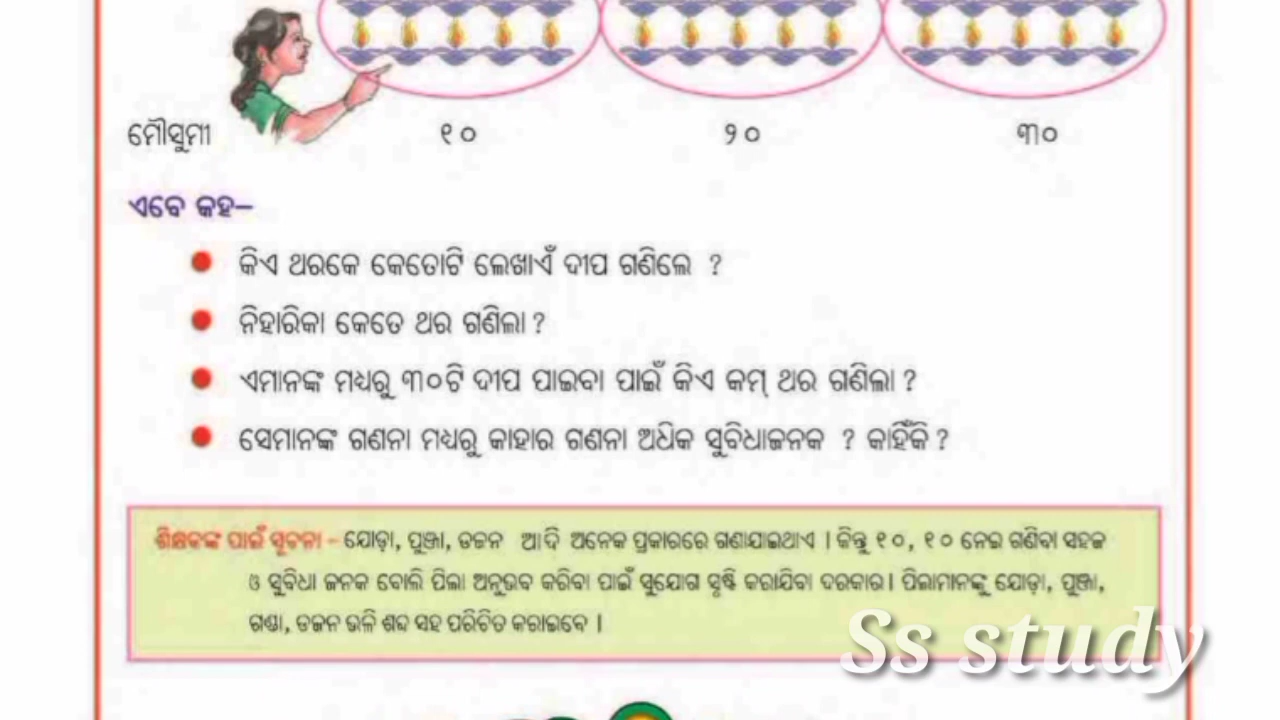 ମୌସୁମୀ ୧୦ ୨୦ ୩୦
ଏବେ କହ–
● କିଏ ଥରକେ କେତୋଟି ଲେଖାଏଁ ଦୀପ ଗଣିଲେ ?
● ନିହାରିକା କେତେ ଥର ଗଣିଲା ?
● ଏମାନଙ୍କ ମଧ୍ୟରୁ ୩୦ଟି ଦୀପ ପାଇବା ପାଇଁ କିଏ କମ୍ ଥର ଗଣିଲା ?
● ସେମାନଙ୍କ ଗଣନା ମଧ୍ୟରୁ କାହାର ଗଣନା ଅଧିକ ସୁବିଧାଜନକ ? କାହିଁକି ?
ଶିକ୍ଷକଙ୍କ ପାଇଁ ସୂଚନା – ଯୋଡ଼ା, ପୁଞ୍ଜା, ଡଜନ ଆଦି ଅନେକ ପ୍ରକାରରେ ଗଣାଯାଇଥାଏ । କିନ୍ତୁ ୧୦, ୧୦ ନେଇ ଗଣିବା ସହଜ
ଓ ସୁବିଧା ଜନକ ବୋଲି ପିଲା ଅନୁଭବ କରିବା ପାଇଁ ସୁଯୋଗ ସୃଷ୍ଟି କରାଯିବା ଦରକାର। ପିଲାମାନଙ୍କୁ ଯୋଡ଼ା, ପୁଞ୍ଜା,
ଗଣ୍ଡା, ଡଜନ ଭଳି ଶବ୍ଦ ସହ ପରିଚିତ କରାଇବେ ।
Ss study